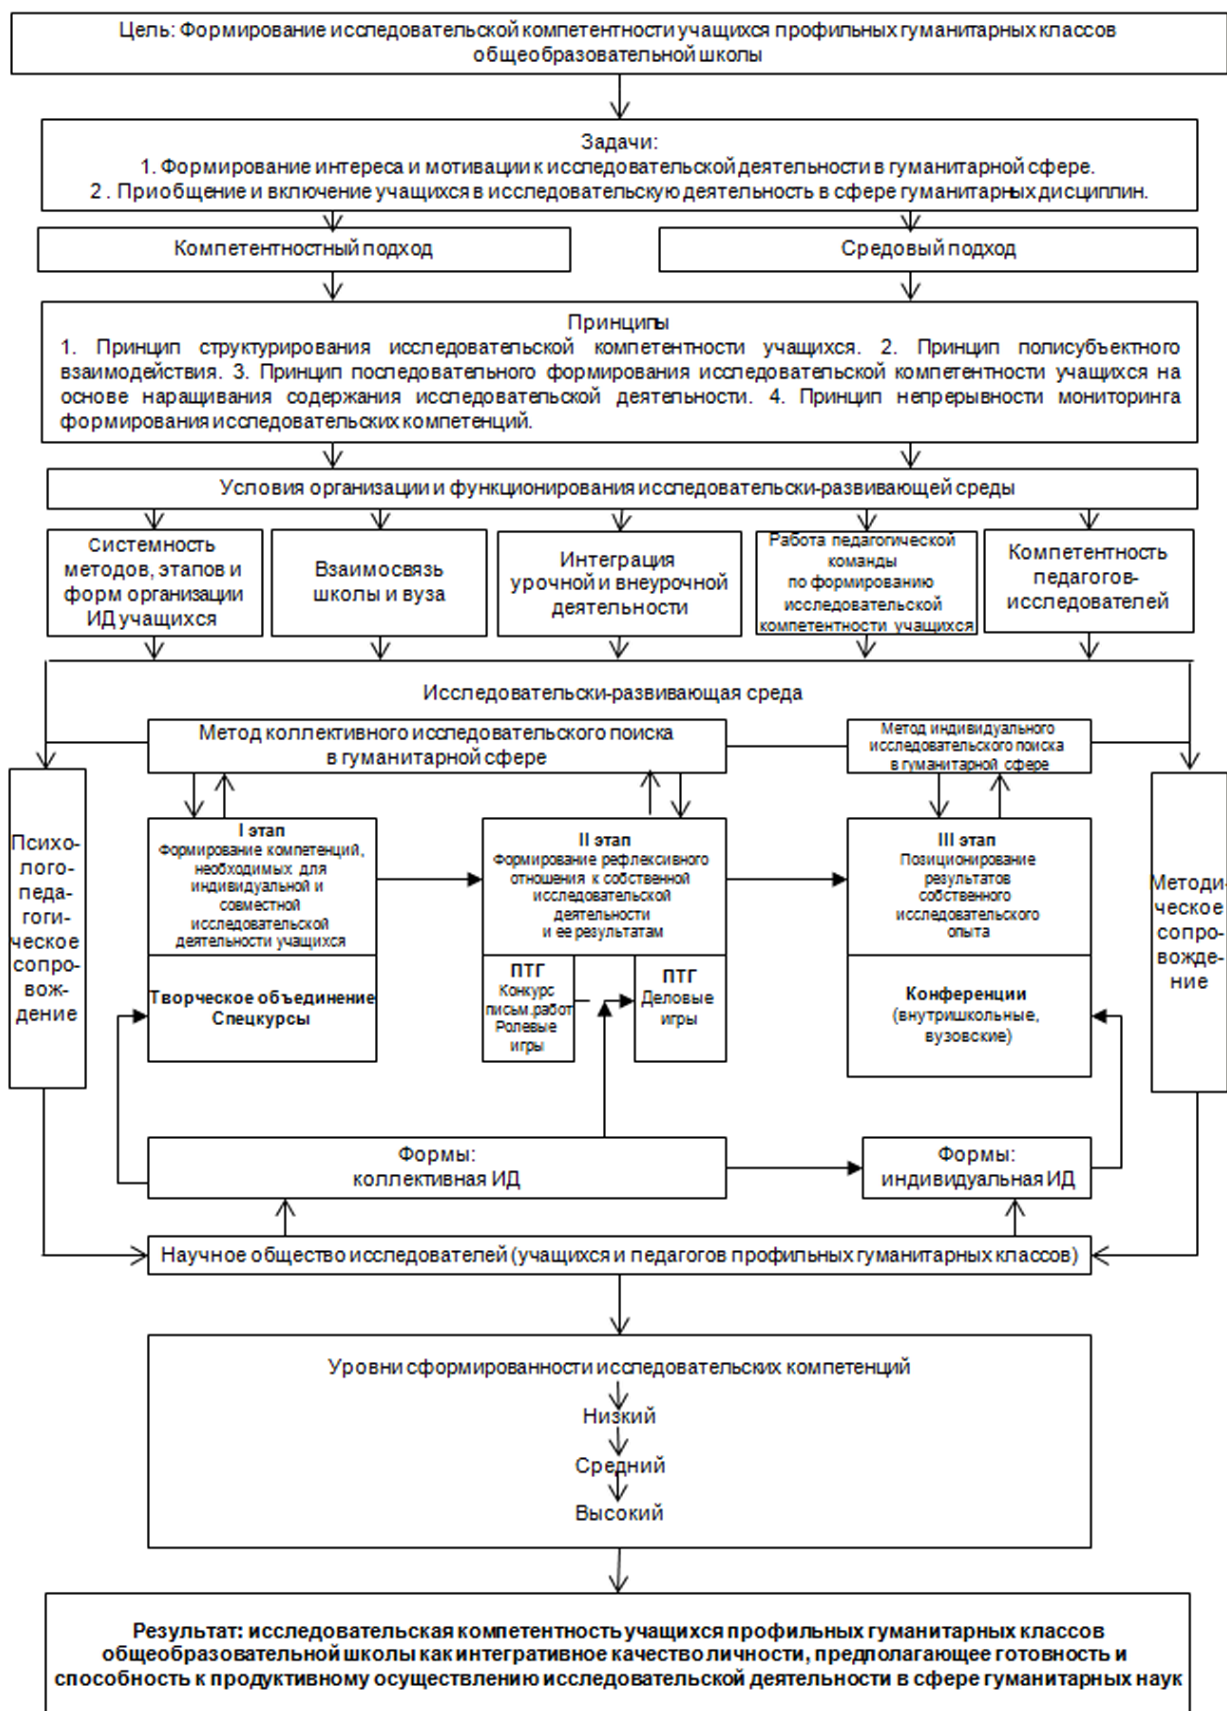 Цель: Формирование исследовательской компетентности учащихся профильных гуманитарных классов
общеобразовательной школы
Задачи:
1. Формирование интереса и мотивации к исследовательской деятельности в гуманитарной сфере.
2 . Приобщение и включение учащихся в исследовательскую деятельность в сфере гуманитарных дисциплин.
Компетентностный подход
Средовый подход
Принципы
1. Принцип структурирования исследовательской компетентности учащихся. 2. Принцип полисубъектного
взаимодействия. 3. Принцип последовательного формирования исследовательской компетентности учащихся на
основе наращивания содержания исследовательской деятельности. 4. Принцип непрерывности мониторинга
формирования исследовательских компетенций.
Условия организации и функционирования исследовательски-развивающей среды
Системность
методов, этапов и
форм организации
ИД учащихся
Взаимосвязь
школы и вуза
Интеграция
урочной и внеурочной
деятельности
Работа педагогической
команды
по формированию
исследовательской
компетентности учащихся
Компетентность
педагогов-
исследователей
Исследовательски-развивающая среда
Метод коллективного исследовательского поиска
в гуманитарной сфере
Метод индивидуального
исследовательского поиска
в гуманитарной сфере
Психо-
лого-
педа-
гоги-
ческое
сопро-
вож-
дение
I этап
Формирование компетенций,
необходимых для
индивидуальной и
совместной
исследовательской
деятельности учащихся
Творческое объединение
Спецкурсы
II этап
Формирование рефлексивного
отношения к собственной
исследовательской
деятельности
и ее результатам
ПТГ
Конкурс
письм.работ
Ролевые
игры
ПТГ
Деловые
игры
III этап
Позиционирование
результатов
собственного
исследовательского
опыта
Конференции
(внутришкольные,
вузовские)
Методи-
ческое
сопро-
вожде-
ние
Формы:
коллективная ИД
Формы:
индивидуальная ИД
Научное общество исследователей (учащихся и педагогов профильных гуманитарных классов)
Уровни сформированности исследовательских компетенций
Низкий
Средний
Высокий
Результат: исследовательская компетентность учащихся профильных гуманитарных классов
общеобразовательной школы как интегративное качество личности, предполагающее готовность и
способность к продуктивному осуществлению исследовательской деятельности в сфере гуманитарных наук